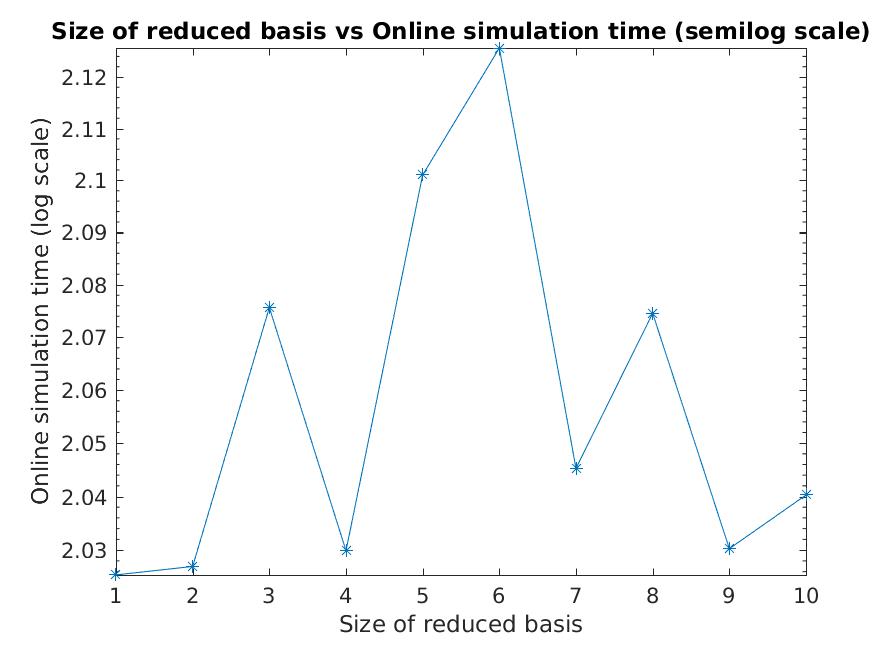 Size of reduced basis vs Online simulation time (semilog scale)
Online simulation time (log scale)
2.12
2.11
2.1
2.09
2.08
2.07
2.06
2.05
2.04
2.03
1 2 3 4 5 6 7 8 9 10
Size of reduced basis